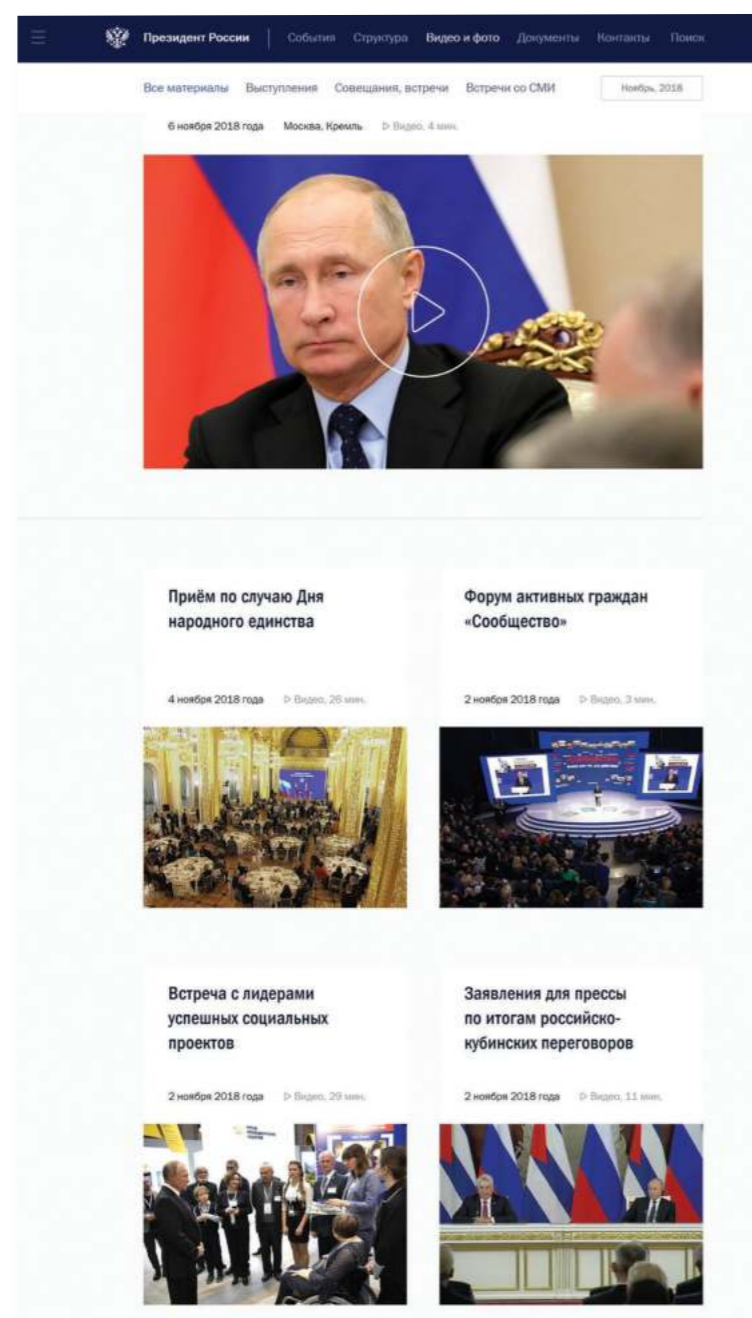 Президент России События Структура Видео и фото Документы Контакты Поиск
Все материалы Выступления Совещания, встречи Встречи со СМИ Ноябрь, 2018
6 ноября 2018 года Москва, Кремль Видео, 4 мин.
Приём по случаю Дня
народного единства
4 ноября 2018 года Видео, 26 мин.
Форум активных граждан
«Сообщество»
2 ноября 2018 года Видео, 3 мин.
Встреча с лидерами
успешных социальных
проектов
2 ноября 2018 года Видео, 29 мин.
Заявления для прессы
по итогам российско-
кубинских переговоров
2 ноября 2018 года Видео, 11 мин.